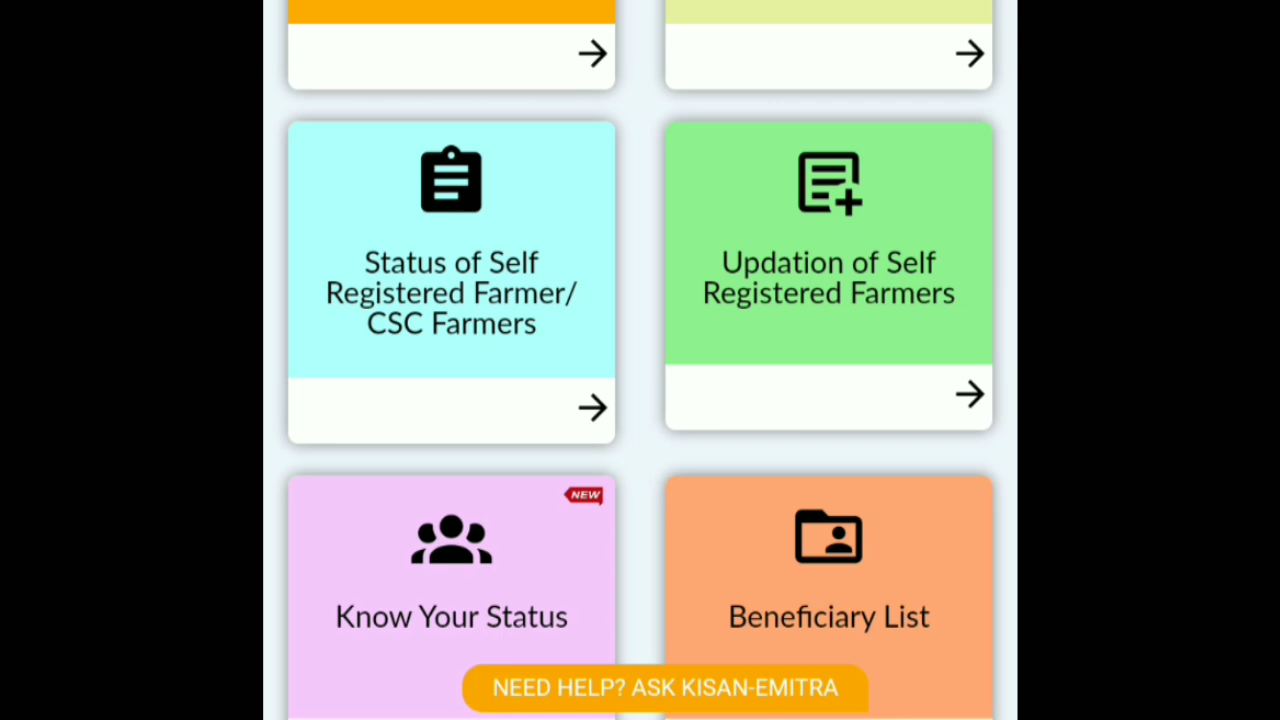 Status of Self
Registered Farmer/
CSC Farmers
Updation of Self
Registered Farmers
NEW
Know Your Status
Beneficiary List
NEED HELP? ASK KISAN-EMITRA